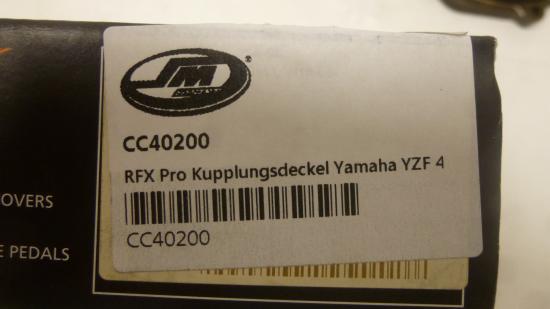 JM
CC40200
RFX Pro Kupplungsdeckel Yamaha YZF 4
CC40200
OVERS
E PEDALS